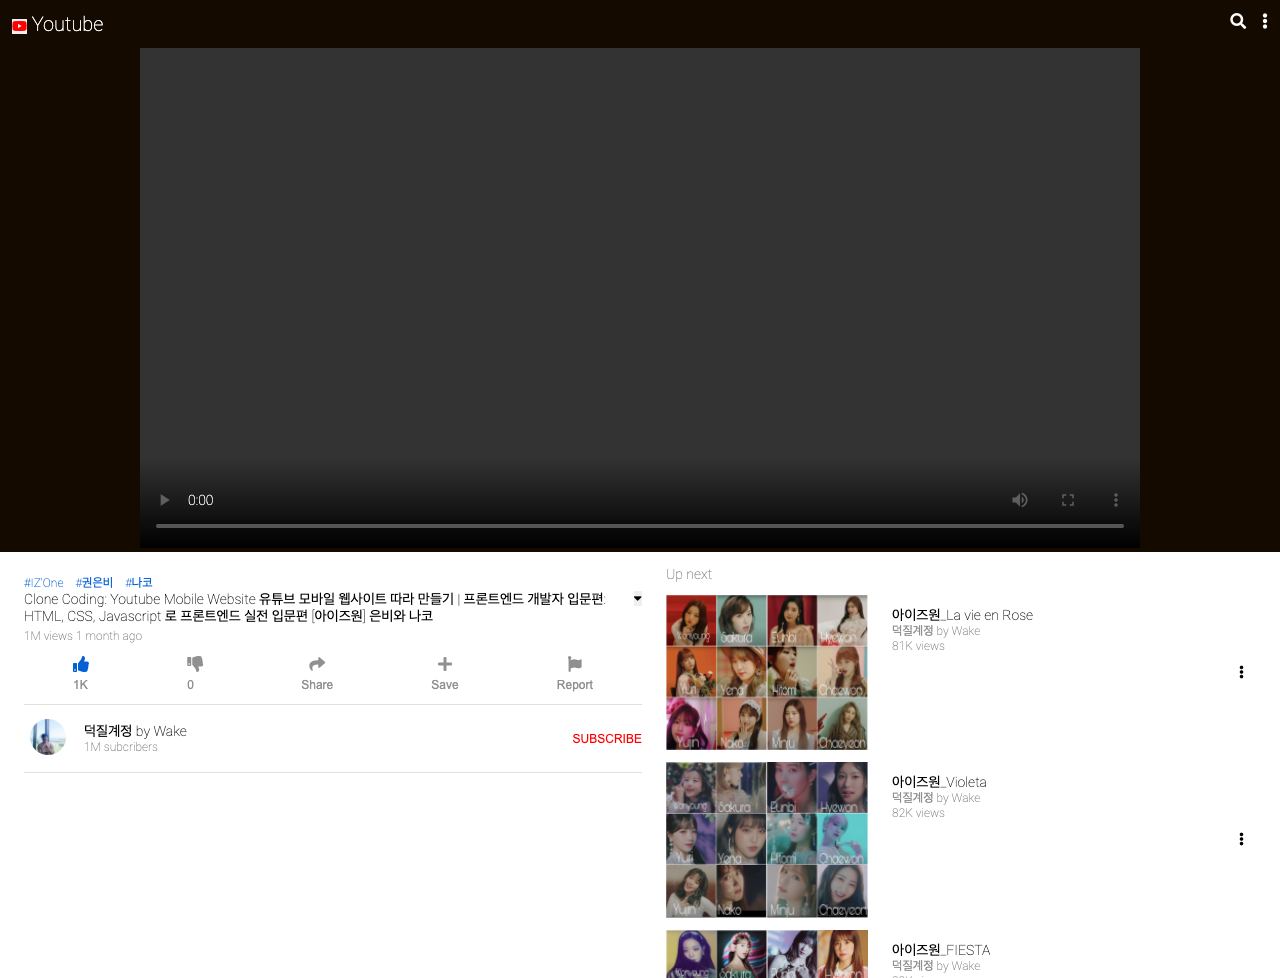 Youtube
0:00
#IZ'One #권은비 #나코
Clone Coding: Youtube Mobile Website 유튜브 모바일 웹사이트 따라 만들기 | 프론트엔드 개발자 입문편:
HTML, CSS, Javascript 로 프론트엔드 실전 입문편 [아이즈원] 은비와 나코
1M views 1 month ago
1K 0 Share Save Report
덕질계정 by Wake
1M subcribers
SUBSCRIBE
Up next
Wonyoung Sakura Eunbi Hyewon
Yuri Yena Hitomi Chaewon
Yujin Nako Minju Chaeyeon
아이즈원_La vie en Rose
덕질계정 by Wake
81K views
Wonyoung Sakura Eunbi Hyewon
Yuri Yena Hitomi Chaewon
Yujin Nako Minju Chaeyeon
아이즈원_Violeta
덕질계정 by Wake
82K views
아이즈원_FIESTA
덕질계정 by Wake